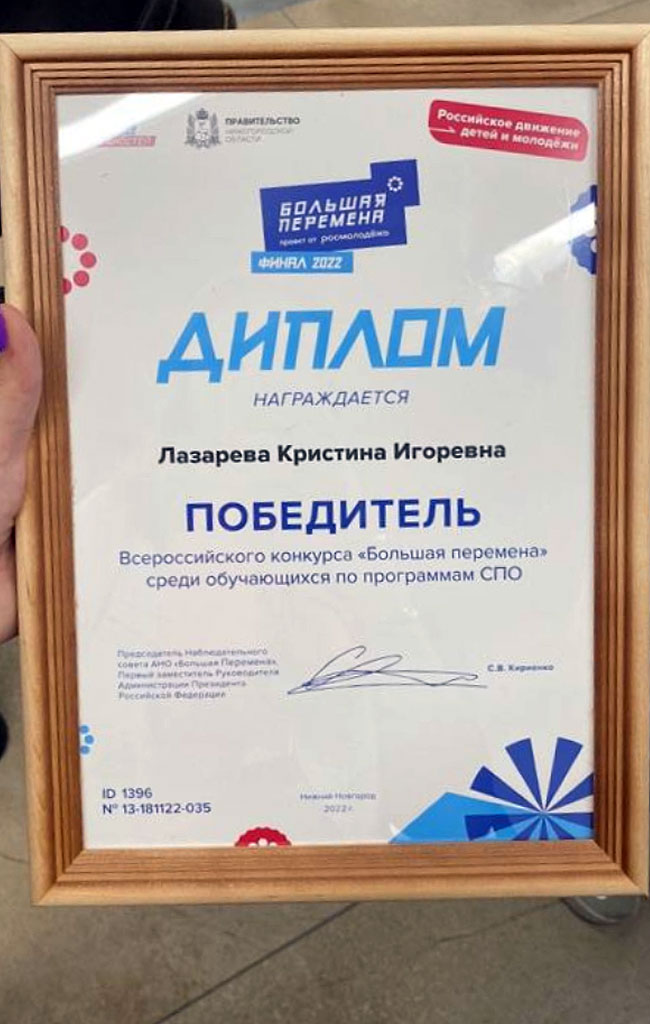 ПРАВИТЕЛЬСТВО
НИЖЕГОРОДСКОЙ
ОБЛАСТИ
Российское движение
детей и молодёжи
БОЛЬШАЯ
ПЕРЕМЕНА
проект от росмолодёжь
ФИНАЛ 2022
ДИПЛОМ
НАГРАЖДАЕТСЯ
Лазарева Кристина Игоревна
ПОБЕДИТЕЛЬ
Всероссийского конкурса «Большая перемена»
среди обучающихся по программам СПО
Председатель Наблюдательного
совета АНО «Большая Перемена»,
Первый заместитель Руководителя
Администрации Президента
Российской Федерации
С.В. Кириенко
ID 1396
№ 13-181122-035
Нижний Новгород
2022 г.